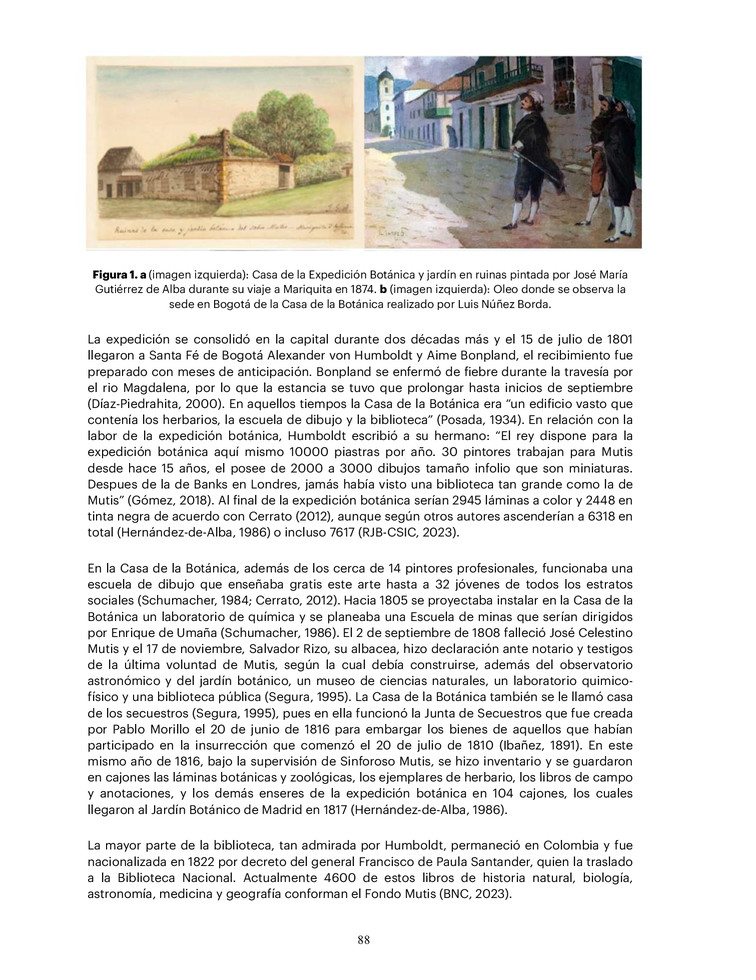 Figura 1. a (imagen izquierda): Casa de la Expedición Botánica y jardín en ruinas pintada por José María
Gutiérrez de Alba durante su viaje a Mariquita en 1874. b (imagen izquierda): Oleo donde se observa la
sede en Bogotá de la Casa de la Botánica realizado por Luis Núñez Borda.
La expedición se consolidó en la capital durante dos décadas más y el 15 de julio de 1801
llegaron a Santa Fé de Bogotá Alexander von Humboldt y Aime Bonpland, el recibimiento fue
preparado con meses de anticipación. Bonpland se enfermó de fiebre durante la travesía por
el rio Magdalena, por lo que la estancia se tuvo que prolongar hasta inicios de septiembre
(Díaz-Piedrahita, 2000). En aquellos tiempos la Casa de la Botánica era “un edificio vasto que
contenía los herbarios, la escuela de dibujo y la biblioteca” (Posada, 1934). En relación con la
labor de la expedición botánica, Humboldt escribió a su hermano: “El rey dispone para la
expedición botánica aquí mismo 10000 piastras por año. 30 pintores trabajan para Mutis
desde hace 15 años, el posee de 2000 a 3000 dibujos tamaño infolio que son miniaturas.
Despues de la de Banks en Londres, jamás había visto una biblioteca tan grande como la de
Mutis” (Gómez, 2018). Al final de la expedición botánica serían 2945 láminas a color y 2448 en
tinta negra de acuerdo con Cerrato (2012), aunque según otros autores ascenderían a 6318 en
total (Hernández-de-Alba, 1986) o incluso 7617 (RJB-CSIC, 2023).
En la Casa de la Botánica, además de los cerca de 14 pintores profesionales, funcionaba una
escuela de dibujo que enseñaba gratis este arte hasta a 32 jóvenes de todos los estratos
sociales (Schumacher, 1984; Cerrato, 2012). Hacia 1805 se proyectaba instalar en la Casa de la
Botánica un laboratorio de química y se planeaba una Escuela de minas que serían dirigidos
por Enrique de Umaña (Schumacher, 1986). El 2 de septiembre de 1808 falleció José Celestino
Mutis y el 17 de noviembre, Salvador Rizo, su albacea, hizo declaración ante notario y testigos
de la última voluntad de Mutis, según la cual debía construirse, además del observatorio
astronómico y del jardín botánico, un museo de ciencias naturales, un laboratorio quimico-
físico y una biblioteca pública (Segura, 1995). La Casa de la Botánica también se le llamó casa
de los secuestros (Segura, 1995), pues en ella funcionó la Junta de Secuestros que fue creada
por Pablo Morillo el 20 de junio de 1816 para embargar los bienes de aquellos que habían
participado en la insurrección que comenzó el 20 de julio de 1810 (Ibañez, 1891). En este
mismo año de 1816, bajo la supervisión de Sinforoso Mutis, se hizo inventario y se guardaron
en cajones las láminas botánicas y zoológicas, los ejemplares de herbario, los libros de campo
y anotaciones, y los demás enseres de la expedición botánica en 104 cajones, los cuales
llegaron al Jardín Botánico de Madrid en 1817 (Hernández-de-Alba, 1986).
La mayor parte de la biblioteca, tan admirada por Humboldt, permaneció en Colombia y fue
nacionalizada en 1822 por decreto del general Francisco de Paula Santander, quien la traslado
a la Biblioteca Nacional. Actualmente 4600 de estos libros de historia natural, biología,
astronomía, medicina y geografía conforman el Fondo Mutis (BNC, 2023).
88